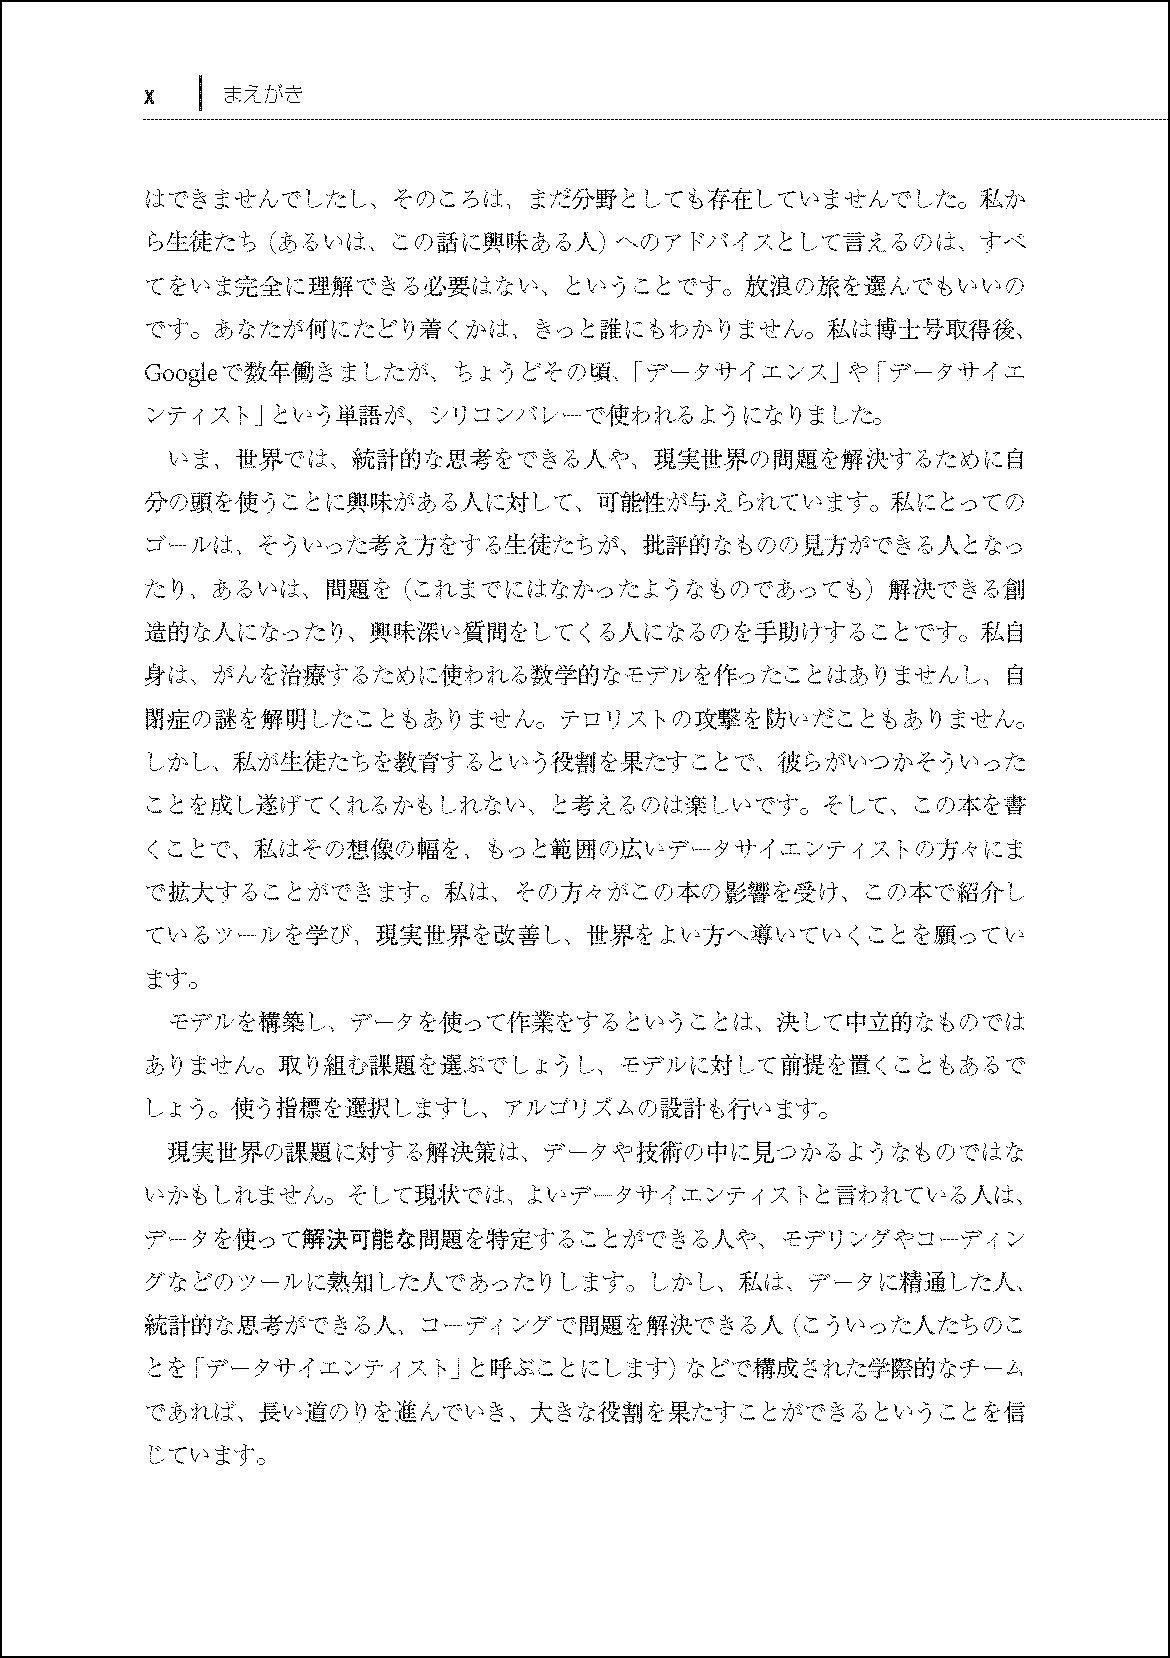 x まえがき
はできませんでしたし、そのころは、まだ分野としても存在していませんでした。私か
ら生徒たち（あるいは、この話に興味ある人）へのアドバイスとして言えるのは、すべ
てをいま完全に理解できる必要はない、ということです。放浪の旅を選んでもいいの
です。あなたが何にたどり着くかは、きっと誰にもわかりません。私は博士号取得後、
Googleで数年働きましたが、ちょうどその頃、「データサイエンス」や「データサイエ
ンティスト」という単語が、シリコンバレーで使われるようになりました。
いま、世界では、統計的な思考をできる人や、現実世界の問題を解決するために自
分の頭を使うことに興味がある人に対して、可能性が与えられています。私にとっての
ゴールは、そういった考え方をする生徒たちが、批評的なものの見方ができる人となっ
たり、あるいは、問題を（これまでにはなかったようなものであっても）解決できる創
造的な人になったり、興味深い質問をしてくる人になるのを手助けすることです。私自
身は、がんを治療するために使われる数学的なモデルを作ったことはありませんし、自
閉症の謎を解明したこともありません。テロリストの攻撃を防いだこともありません。
しかし、私が生徒たちを教育するという役割を果たすことで、彼らがいつかそういった
ことを成し遂げてくれるかもしれない、と考えるのは楽しいです。そして、この本を書
くことで、私はその想像の幅を、もっと範囲の広いデータサイエンティストの方々にま
で拡大することができます。私は、その方々がこの本の影響を受け、この本で紹介し
ているツールを学び、現実世界を改善し、世界をよい方へ導いていくことを願ってい
ます。
モデルを構築し、データを使って作業をするということは、決して中立的なものでは
ありません。取り組む課題を選ぶでしょうし、モデルに対して前提を置くこともあるで
しょう。使う指標を選択しますし、アルゴリズムの設計も行います。
現実世界の課題に対する解決策は、データや技術の中に見つかるようなものではな
いかもしれません。そして現状では、よいデータサイエンティストと言われている人は、
データを使って解決可能な問題を特定することができる人や、モデリングやコーディン
グなどのツールに熟知した人であったりします。しかし、私は、データに精通した人、
統計的な思考ができる人、コーディングで問題を解決できる人（こういった人たちのこ
とを「データサイエンティスト」と呼ぶことにします）などで構成された学際的なチーム
であれば、長い道のりを進んでいき、大きな役割を果たすことができるということを信
じています。